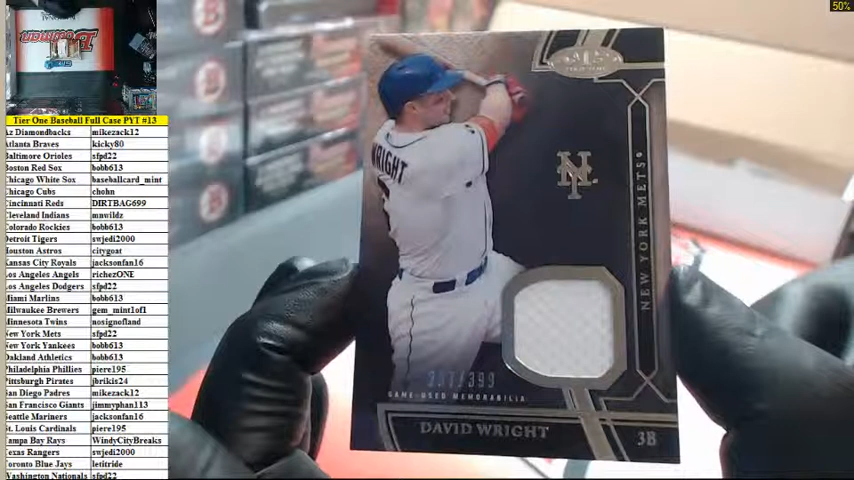 50%
Tier One Baseball Full Case PYT #13
Az Diamondbacks mikezack12
Atlanta Braves kicky80
Baltimore Orioles sfpd22
Boston Red Sox bobb613
Chicago White Sox baseballcard_mint
Chicago Cubs chohn
Cincinnati Reds DIRTBAG699
Cleveland Indians mnwildz
Colorado Rockies bobb613
Detroit Tigers swjedi2000
Houston Astros citygoat
Kansas City Royals jacksonfan16
Los Angeles Angels richezONE
Los Angeles Dodgers sfpd22
Miami Marlins bobb613
Milwaukee Brewers gem_mint1of1
Minnesota Twins nosignofland
New York Mets sfpd22
New York Yankees bobb613
Oakland Athletics bobb613
Philadelphia Phillies piere195
Pittsburgh Pirates jbrikis24
San Diego Padres mikezack12
San Francisco Giants jimmyphan113
Seattle Mariners jacksonfan16
St. Louis Cardinals piere195
Tampa Bay Rays WindyCityBreaks
Texas Rangers swjedi2000
Toronto Blue Jays letitride
Washington Nationals sfpd22
WRIGHT
NY
NEW YORK METS
/399
GAME-USED MEMORABILIA
DAVID WRIGHT
3B